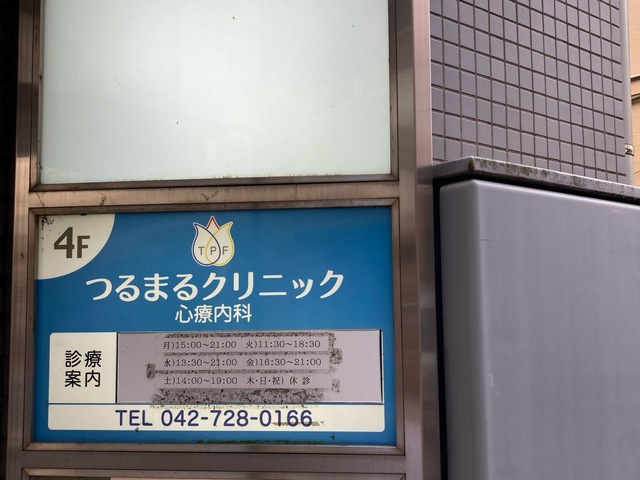 4F
TPF
つるまるクリニック
心療内科
診療案内
月)15:00~21:00 火)11:30~18:30
水)13:30~21:00 金)16:30~21:00
土)14:00~19:00 木・日・祝)休診
TEL 042-728-0166